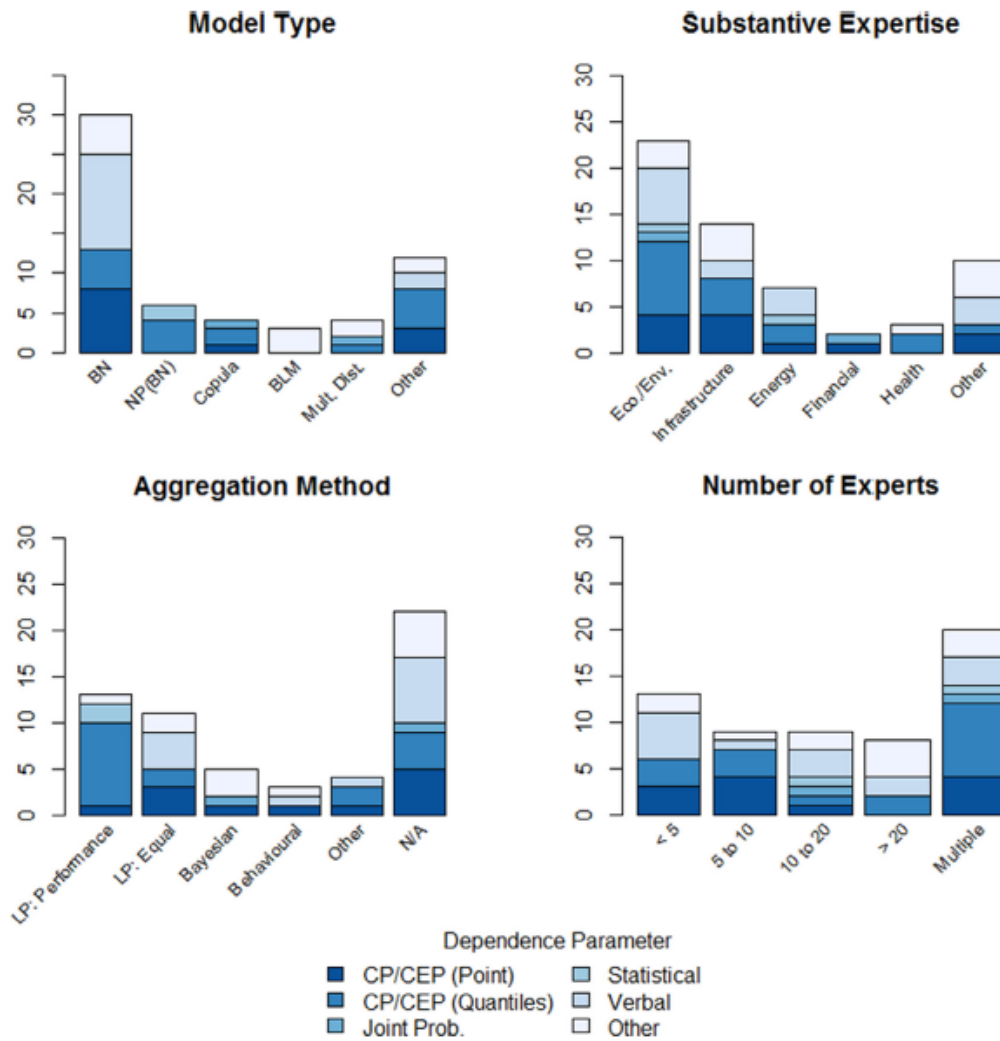 Model Type
30
20
10
5
0
BN
NP(BN)
Copula
BLM
Mult. Dist.
Other
Substantive Expertise
30
25
20
15
10
5
0
Eco./Env.
Infrastructure
Energy
Financial
Health
Other
Aggregation Method
30
25
20
15
10
5
0
LP: Performance
LP: Equal
Bayesian
Behavioural
Other
N/A
Number of Experts
30
25
20
15
10
5
0
< 5
5 to 10
10 to 20
> 20
Multiple
Dependence Parameter
CP/CEP (Point)
CP/CEP (Quantiles)
Joint Prob.
Statistical
Verbal
Other